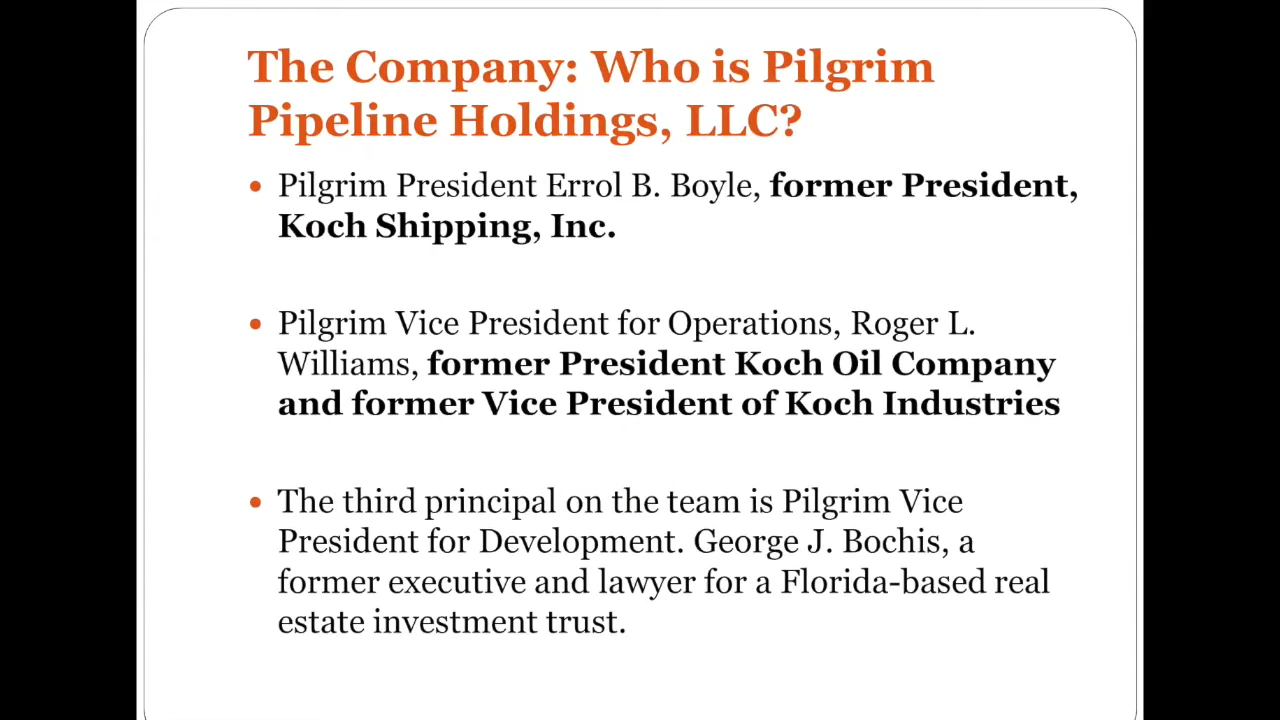 The Company: Who is Pilgrim
Pipeline Holdings, LLC?
• Pilgrim President Errol B. Boyle, former President,
Koch Shipping, Inc.
• Pilgrim Vice President for Operations, Roger L.
Williams, former President Koch Oil Company
and former Vice President of Koch Industries
• The third principal on the team is Pilgrim Vice
President for Development. George J. Bochis, a
former executive and lawyer for a Florida-based real
estate investment trust.